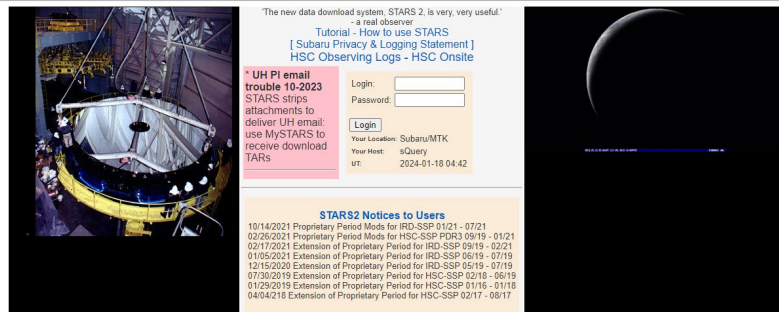 'The new data download system, STARS 2, is very, very useful.'
- a real observer
Tutorial - How to use STARS
[ Subaru Privacy & Logging Statement ]
HSC Observing Logs - HSC Onsite
* UH PI email
trouble 10-2023
STARS strips
attachments to
deliver UH email:
use MySTARS to
receive download
TARs
Login:
Password:
Login
Your Location: Subaru/MTK
Your Host: sQuery
UT: 2024-01-18 04:42
STARS2 Notices to Users
10/14/2021 Proprietary Period Mods for IRD-SSP 01/21 - 07/21
02/26/2021 Proprietary Period Mods for HSC-SSP PDR3 09/19 - 01/21
02/17/2021 Extension of Proprietary Period for IRD-SSP 09/19 - 02/21
01/05/2021 Extension of Proprietary Period for IRD-SSP 06/19 - 07/19
12/15/2020 Extension of Proprietary Period for IRD-SSP 05/19 - 07/19
07/30/2019 Extension of Proprietary Period for HSC-SSP 02/18 - 06/19
01/29/2019 Extension of Proprietary Period for HSC-SSP 01/16 - 01/18
04/04/218 Extension of Proprietary Period for HSC-SSP 02/17 - 08/17